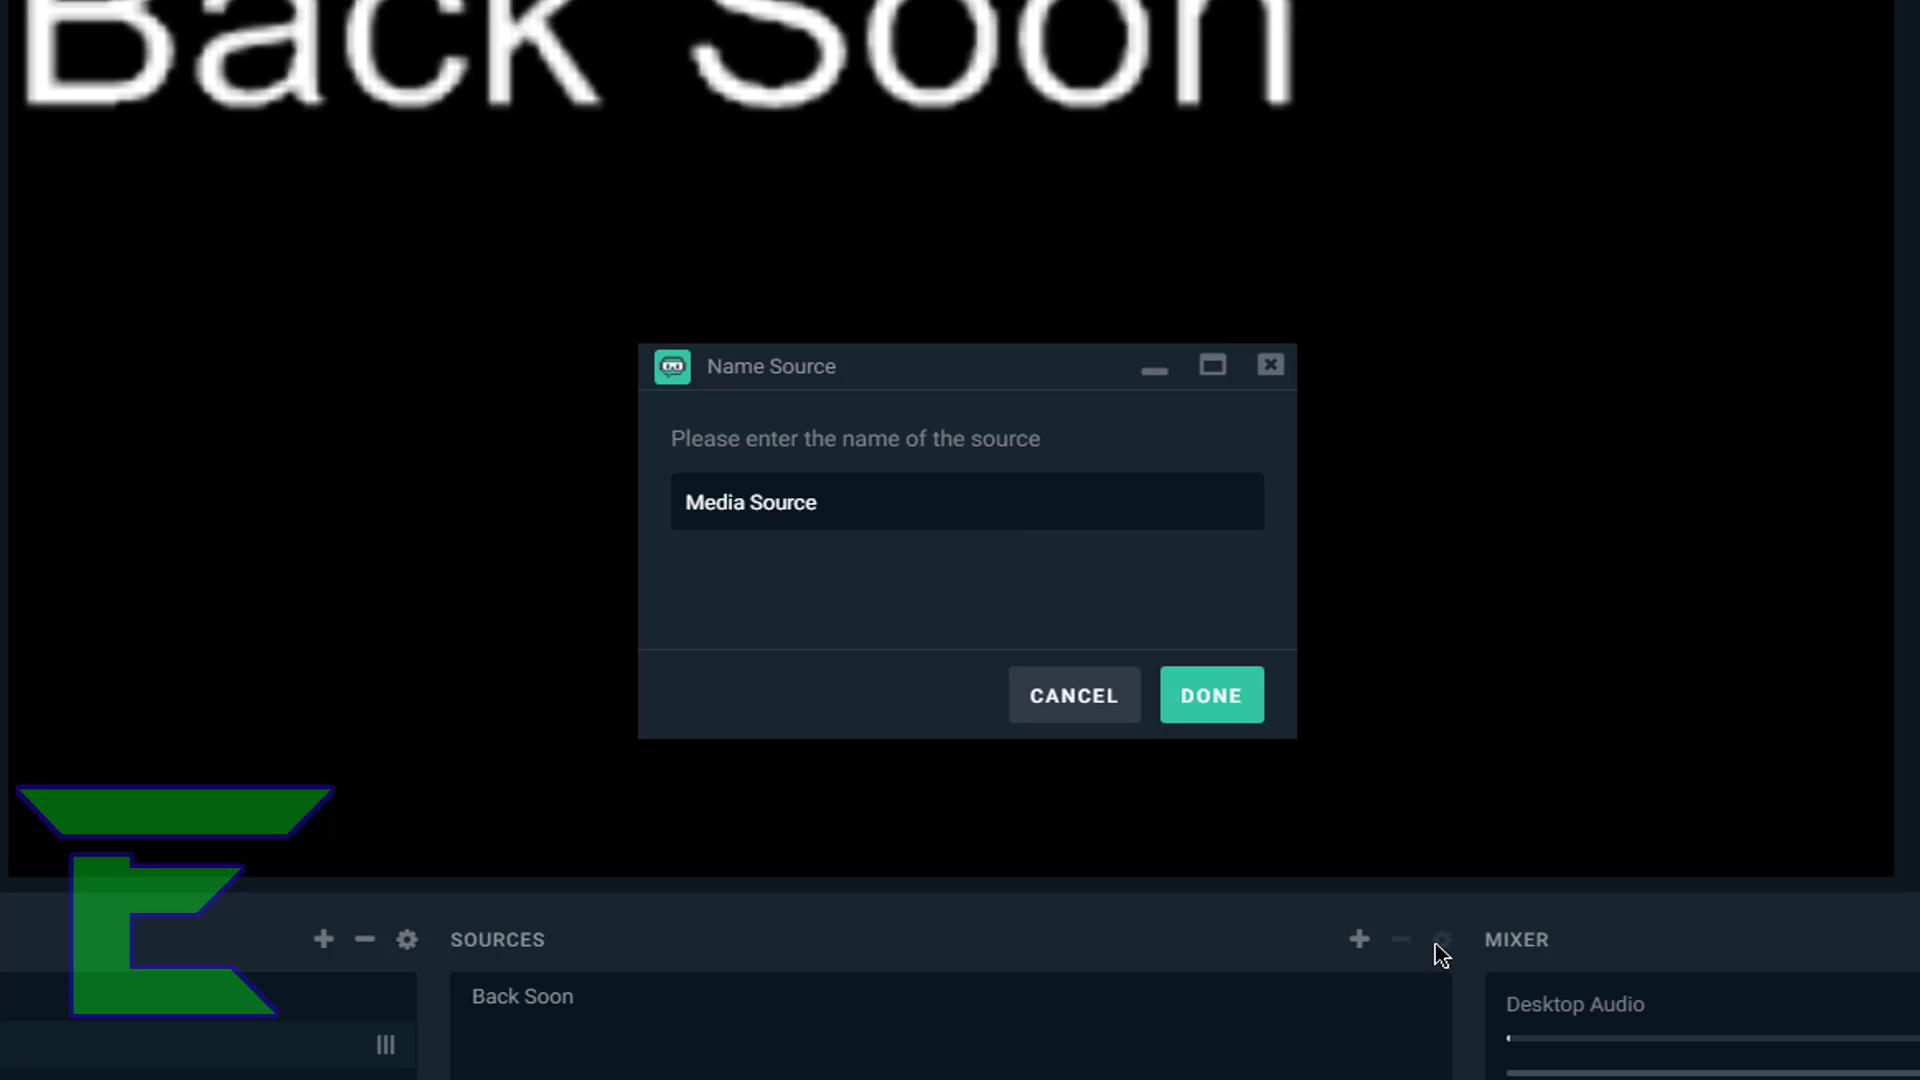 Back Soon
Name Source
Please enter the name of the source
Media Source
CANCEL
DONE
SOURCES
MIXER
Back Soon
Desktop Audio